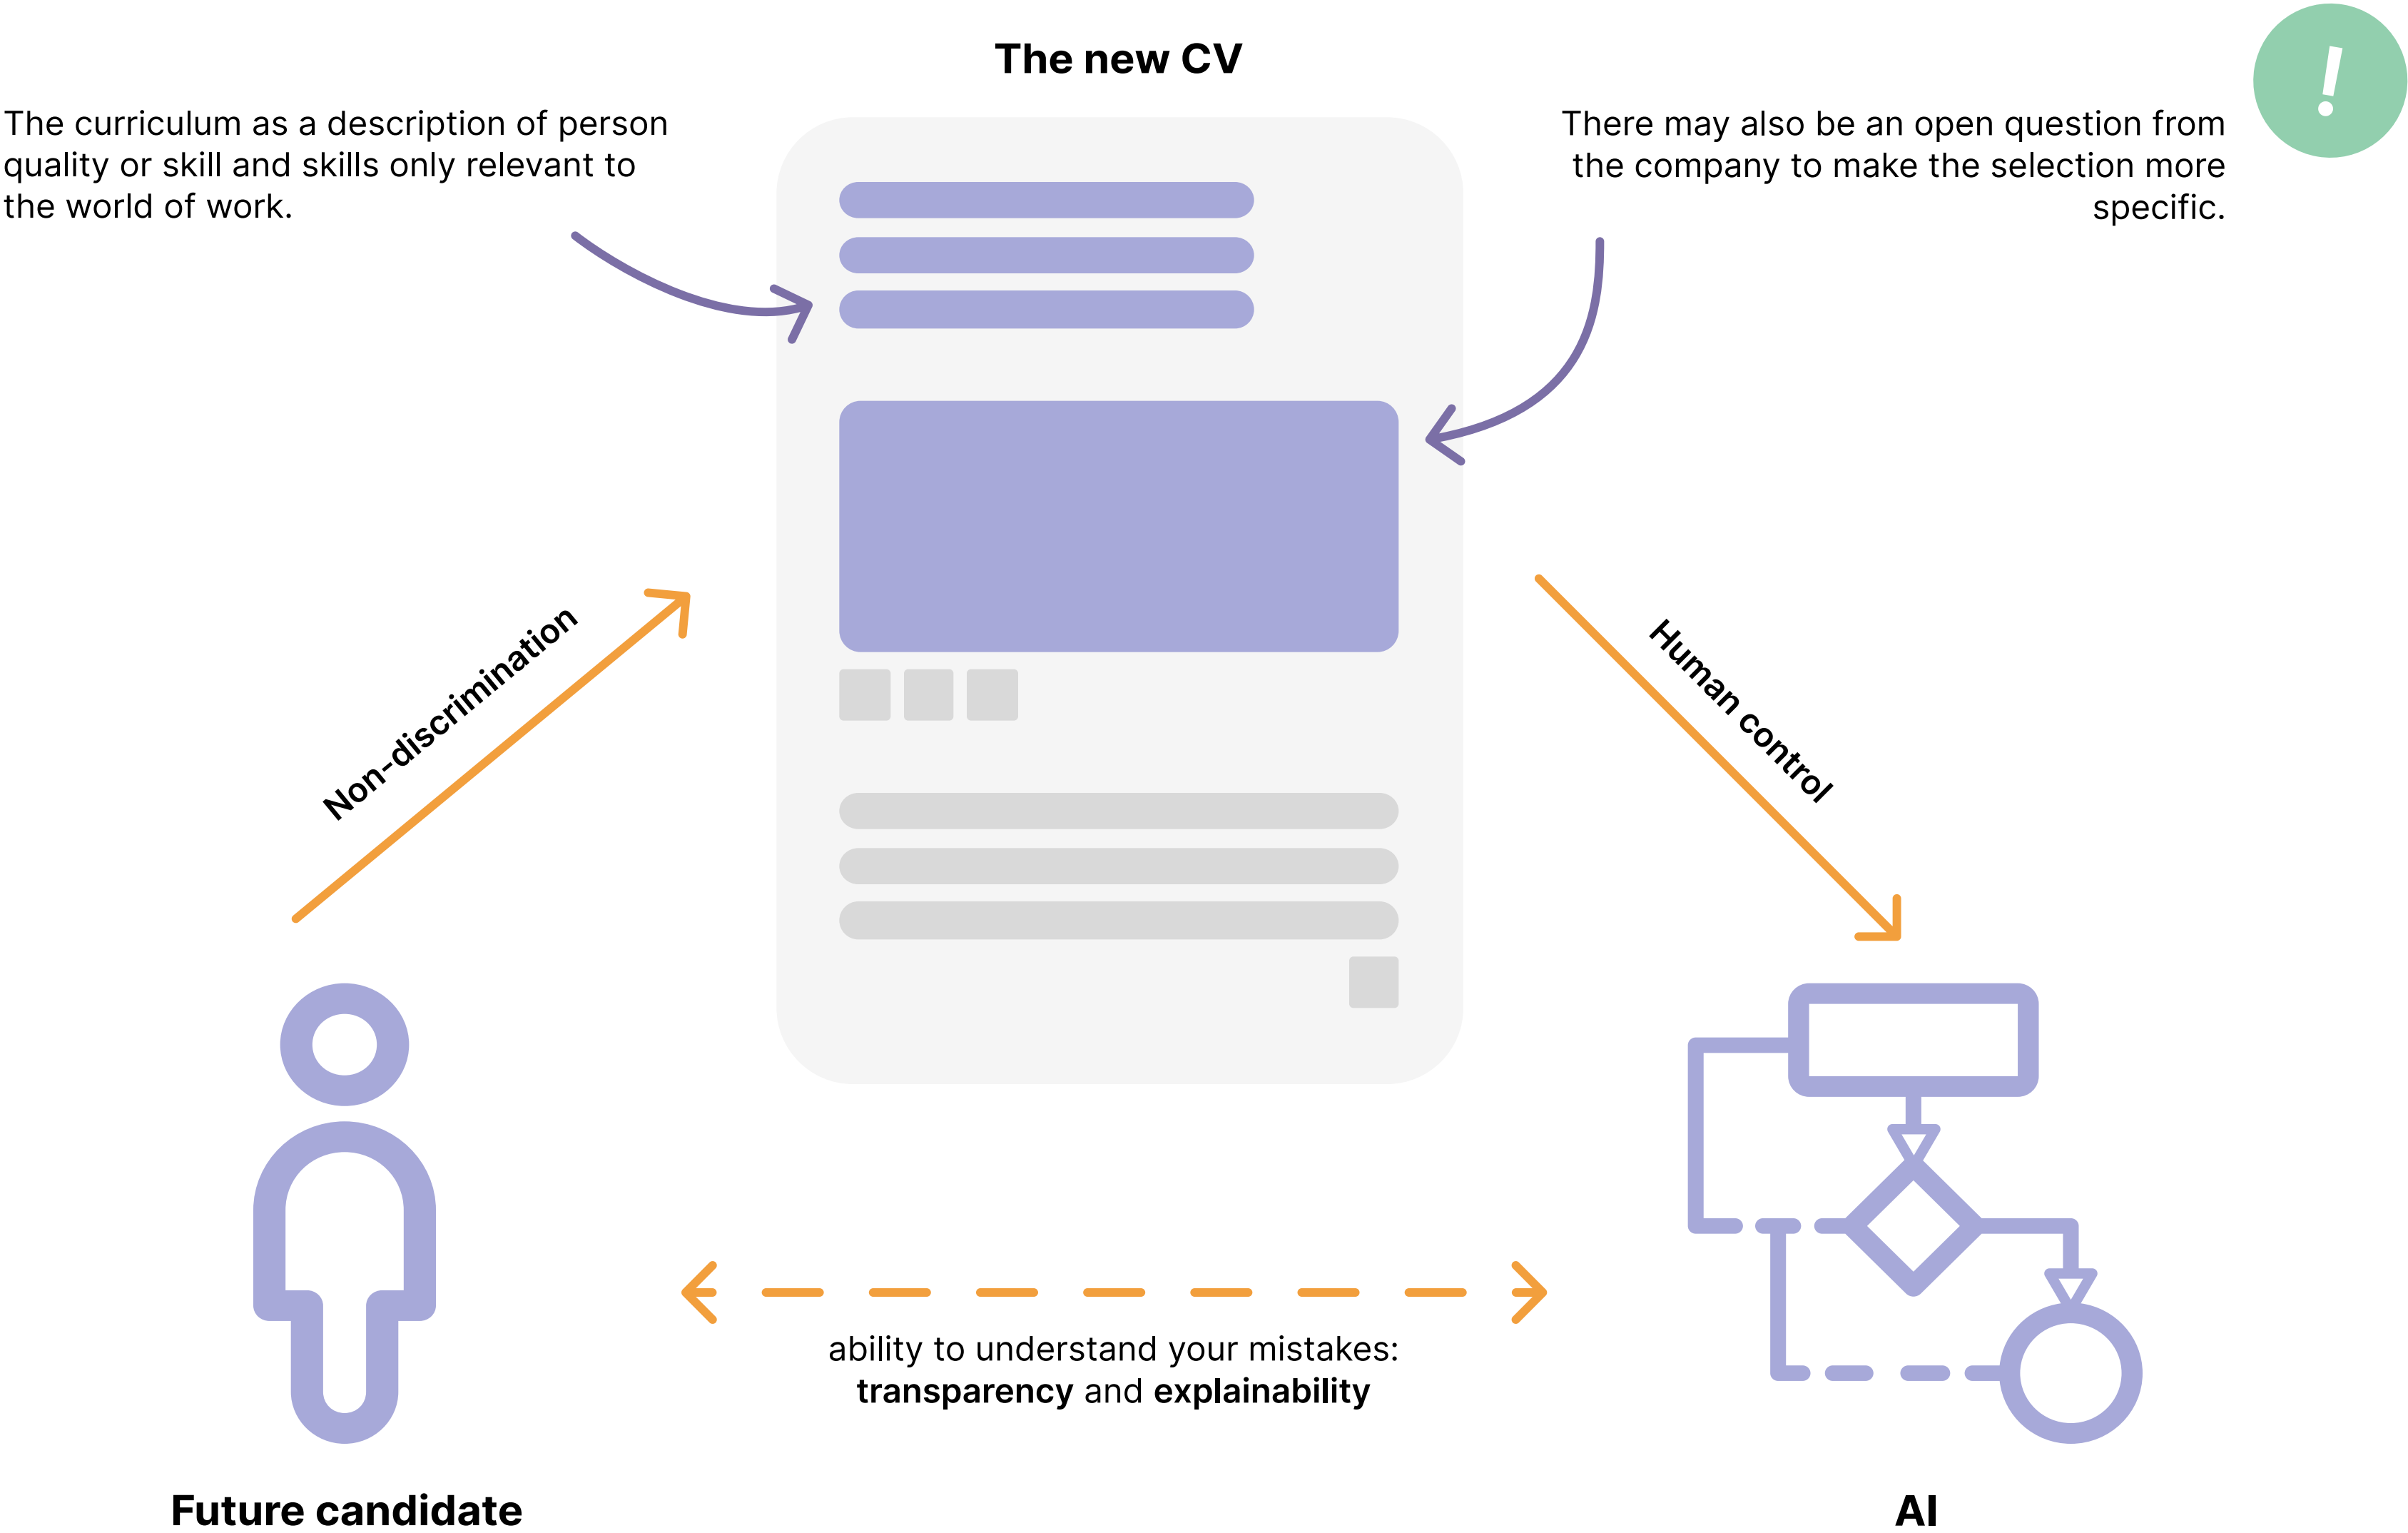 The new CV
!
The curriculum as a description of person
quality or skill and skills only relevant to
the world of work.
There may also be an open question from
the company to make the selection more
specific.
Non-discrimination
Human control
ability to understand your mistakes:
transparency and explainability
Future candidate
AI